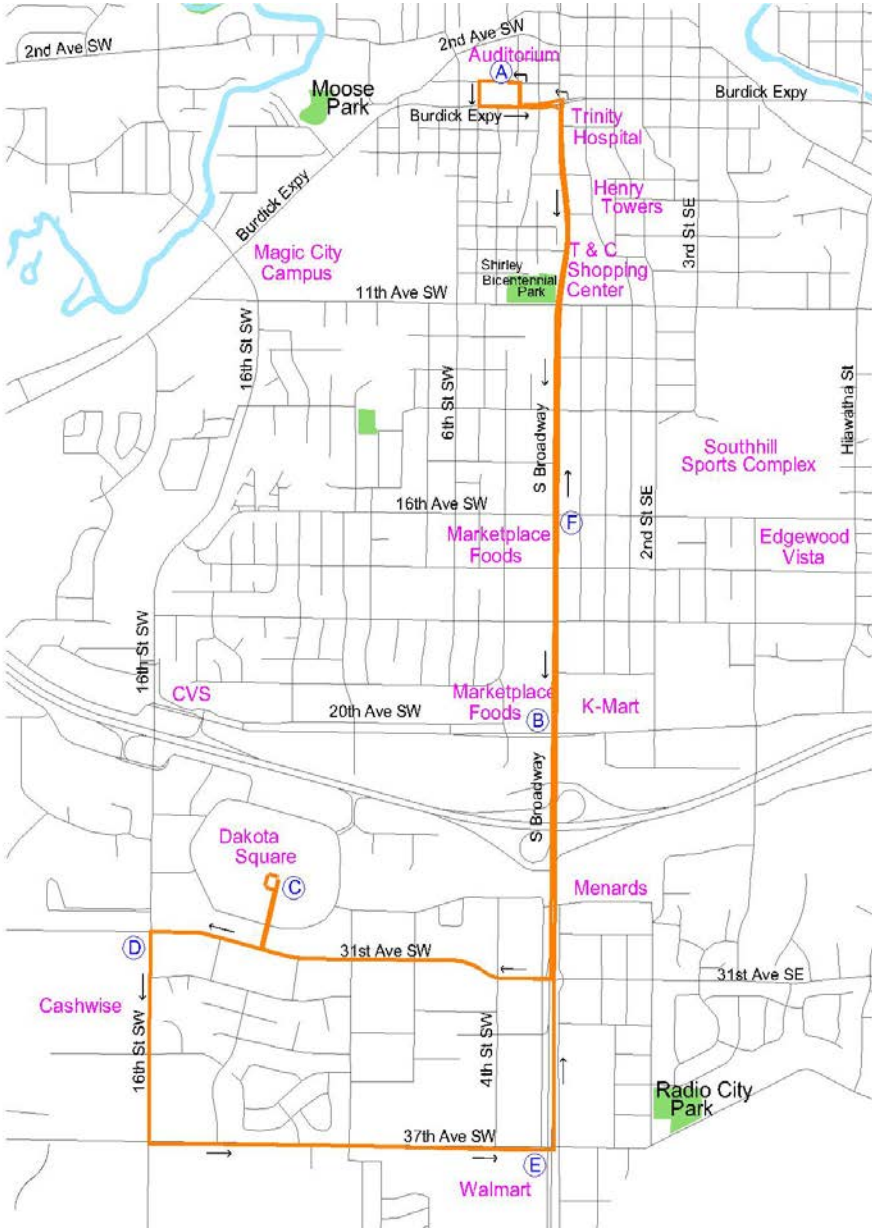 2nd Ave SW
2nd Ave SW
Auditorium
A
Moose
Park
Burdick Expy
Burdick Expy
Trinity
Hospital
Burdick Expy
Henry
Towers
3rd St SE
Magic City
Campus
T & C
Shopping
Center
Shirley
Bicentennial
Park
11th Ave SW
16th St SW
6th St SW
S Broadway
Hiawatha St
Southhill
Sports Complex
16th Ave SW
F
2nd St SE
Marketplace
Foods
Edgewood
Vista
16th St SW
CVS
Marketplace
Foods
B
K-Mart
20th Ave SW
S Broadway
Dakota
Square
C
Menards
D
31st Ave SW
31st Ave SE
Cashwise
16th St SW
4th St SW
Radio City
Park
37th Ave SW
E
Walmart